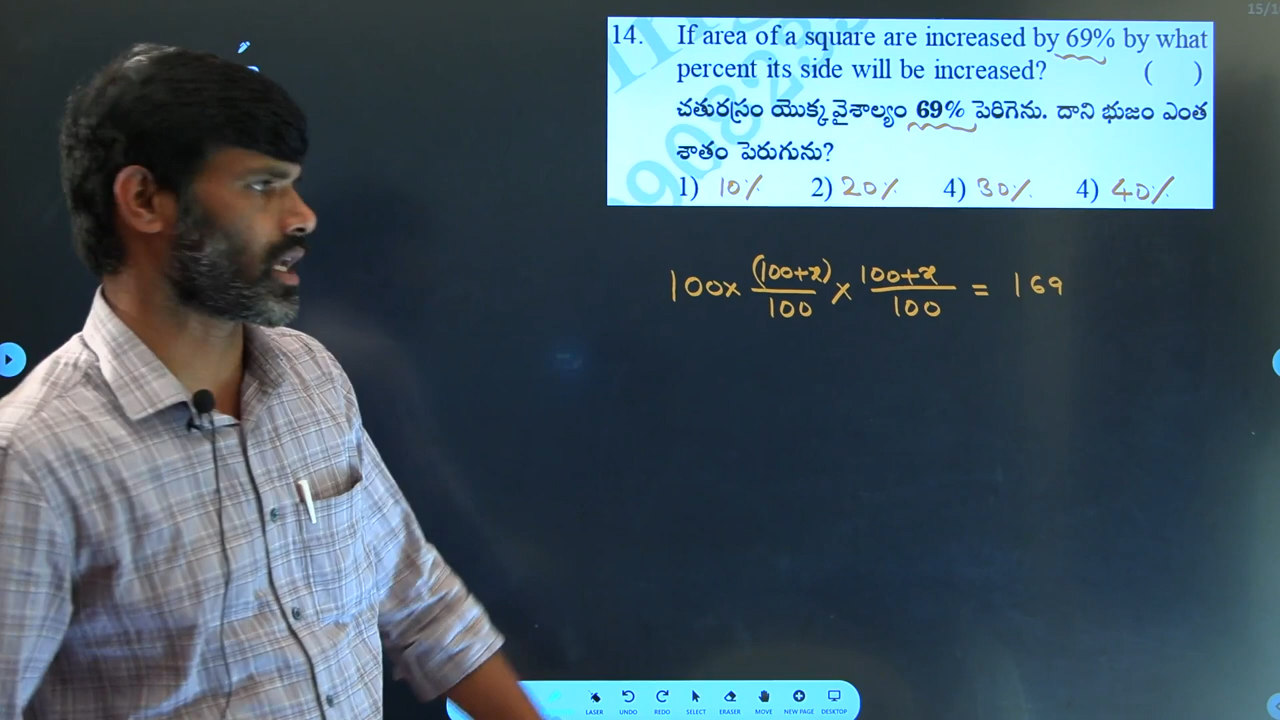 15/1
14. If area of a square are increased by 69% by what
percent its side will be increased? ( )
చతురస్రం యొక్క వైశాల్యం 69% పెరిగెను. దాని భుజం ఎంత
శాతం పెరుగును?
1) 10% 2) 20% 4) 30% 4) 40%
100× (100+x)/100 × 100+x/100 = 169
LASER UNDO REDO SELECT ERASER MOVE NEW PAGE DESKTOP